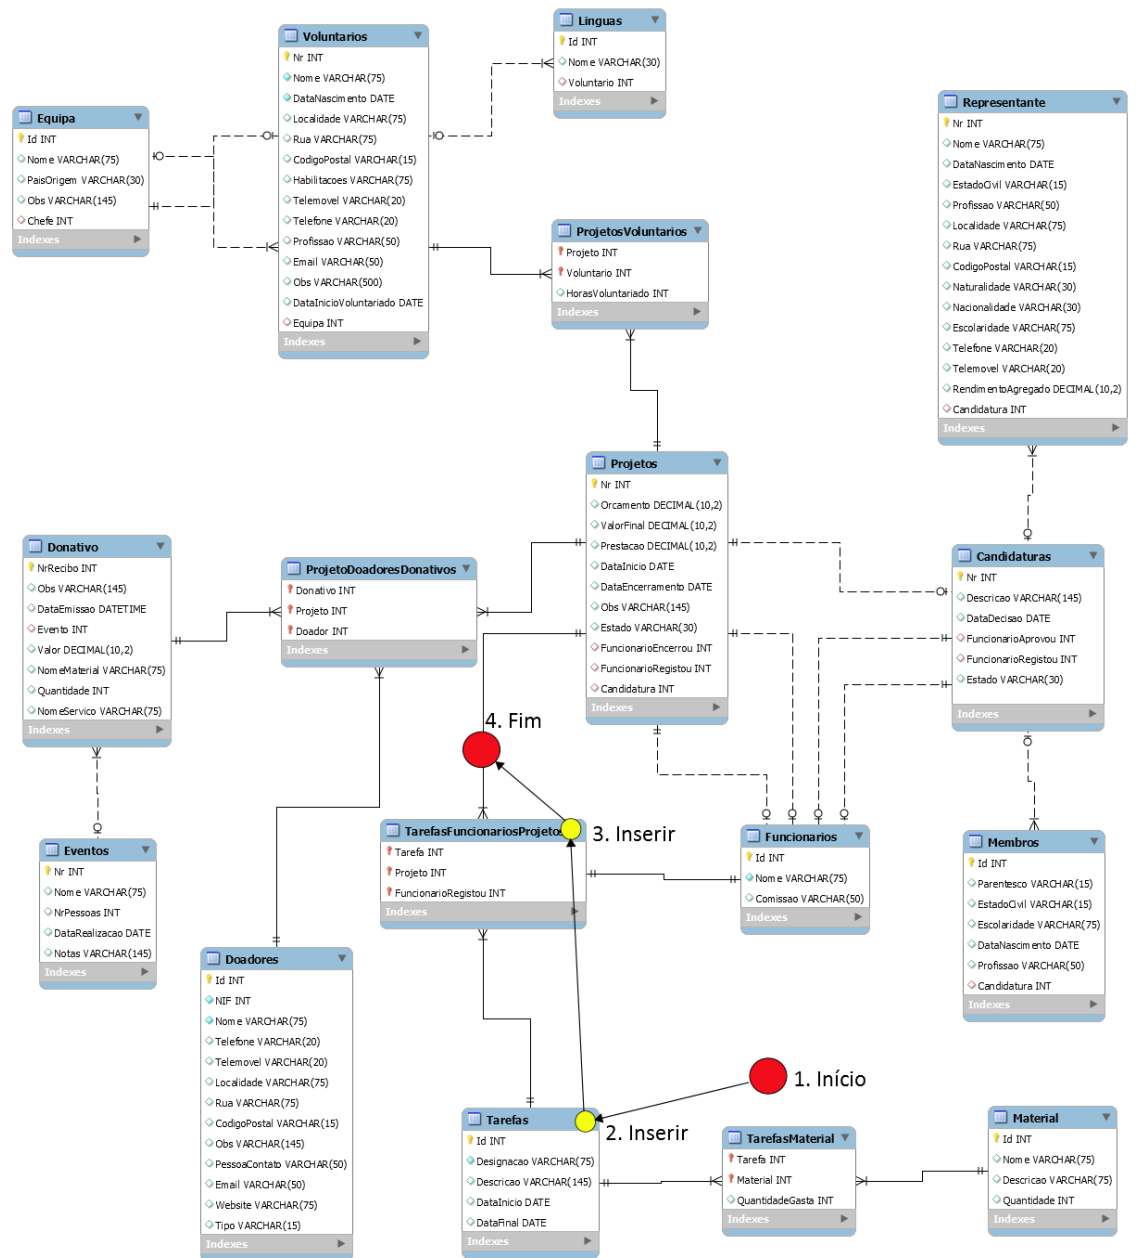 Voluntarios
Nr INT
Nome VARCHAR(75)
DataNascimento DATE
Localidade VARCHAR(75)
Rua VARCHAR(75)
CodigoPostal VARCHAR(15)
Habilitacoes VARCHAR(75)
Telemovel VARCHAR(20)
Telefone VARCHAR(20)
Profissao VARCHAR(50)
Email VARCHAR(50)
Obs VARCHAR(500)
DataInicioVoluntariado DATE
Equipa INT
Indexes
Linguas
Id INT
Nome VARCHAR(30)
Voluntario INT
Indexes
Equipa
Id INT
Nome VARCHAR(75)
PaisOrigem VARCHAR(30)
Obs VARCHAR(145)
Chefe INT
Indexes
Representante
Nr INT
Nome VARCHAR(75)
DataNascimento DATE
EstadoCivil VARCHAR(15)
Profissao VARCHAR(50)
Localidade VARCHAR(75)
Rua VARCHAR(75)
CodigoPostal VARCHAR(15)
Naturalidade VARCHAR(30)
Nacionalidade VARCHAR(30)
Escolaridade VARCHAR(75)
Telefone VARCHAR(20)
Telemovel VARCHAR(20)
RendimentoAgregado DECIMAL(10,2)
Candidatura INT
Indexes
ProjetosVoluntarios
Projeto INT
Voluntario INT
HorasVoluntariado INT
Indexes
Projetos
Nr INT
Orcamento DECIMAL(10,2)
ValorFinal DECIMAL(10,2)
Prestacao DECIMAL(10,2)
DataInicio DATE
DataEncerramento DATE
Obs VARCHAR(145)
Estado VARCHAR(30)
FuncionarioEncerrou INT
FuncionarioRegistou INT
Candidatura INT
Indexes
Donativo
NrRecibo INT
Obs VARCHAR(145)
DataEmissao DATETIME
Evento INT
Valor DECIMAL(10,2)
NomeMaterial VARCHAR(75)
Quantidade INT
NomeServico VARCHAR(75)
Indexes
ProjetoDoadoresDonativos
Donativo INT
Projeto INT
Doador INT
Indexes
Candidaturas
Nr INT
Descricao VARCHAR(145)
DataDecisao DATE
FuncionarioAprovou INT
FuncionarioRegistou INT
Estado VARCHAR(30)
Indexes
4. Fim
TarefasFuncionariosProjetos
Tarefa INT
Projeto INT
FuncionarioRegistou INT
Indexes
3. Inserir
Funcionarios
Id INT
Nome VARCHAR(75)
Comissao VARCHAR(50)
Indexes
Membros
Id INT
Parentesco VARCHAR(15)
EstadoCivil VARCHAR(15)
Escolaridade VARCHAR(75)
DataNascimento DATE
Profissao VARCHAR(50)
Candidatura INT
Indexes
Eventos
Nr INT
Nome VARCHAR(75)
NrPessoas INT
DataRealizacao DATE
Notas VARCHAR(145)
Indexes
Doadores
Id INT
NIF INT
Nome VARCHAR(75)
Telefone VARCHAR(20)
Telemovel VARCHAR(20)
Localidade VARCHAR(75)
Rua VARCHAR(75)
CodigoPostal VARCHAR(15)
Obs VARCHAR(145)
PessoaContato VARCHAR(50)
Email VARCHAR(50)
Website VARCHAR(75)
Tipo VARCHAR(15)
Indexes
1. Início
2. Inserir
Tarefas
Id INT
Designacao VARCHAR(75)
Descricao VARCHAR(145)
DataInicio DATE
DataFinal DATE
Indexes
TarefasMaterial
Tarefa INT
Material INT
QuantidadeGasta INT
Indexes
Material
Id INT
Nome VARCHAR(75)
Descricao VARCHAR(75)
Quantidade INT
Indexes